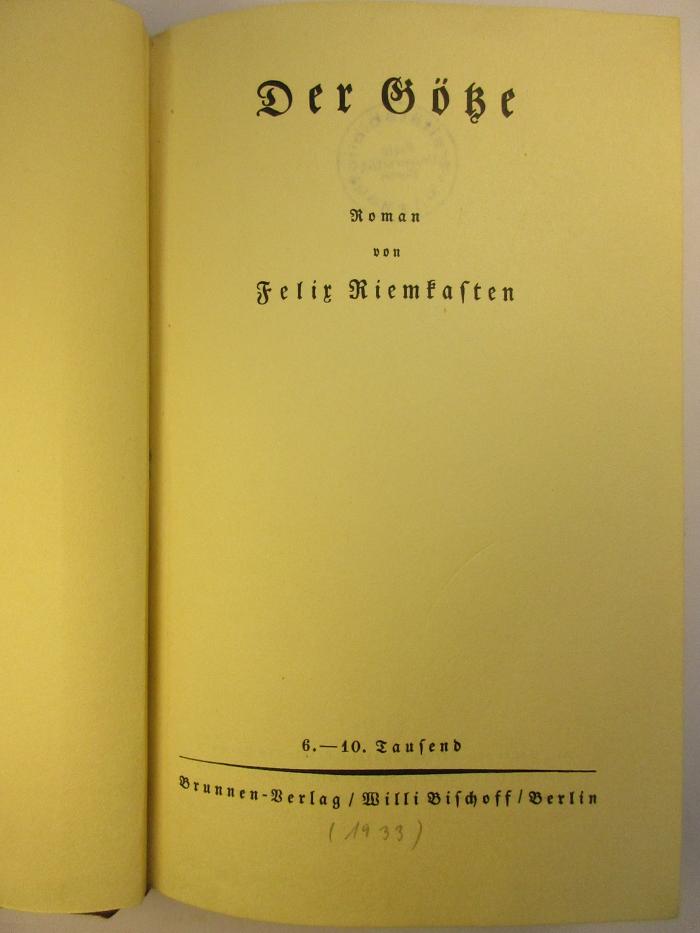 Der Götze
Roman
von
Felix Riemkaſten
6.—10. Tauſend
Brunnen-Verlag / Willi Biſchoff / Berlin
(1933)